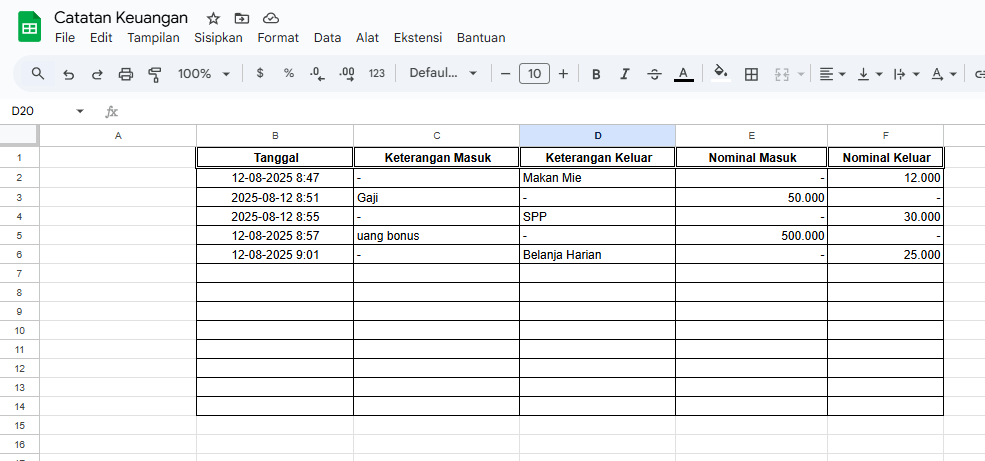 Catatan Keuangan
File Edit Tampilan Sisipkan Format Data Alat Ekstensi Bantuan
100% $ % .0 .00 123 Defaul... 10 B I A A
D20 fx
A B C D E F
1 Tanggal Keterangan Masuk Keterangan Keluar Nominal Masuk Nominal Keluar
2 12-08-2025 8:47 - Makan Mie - 12.000
3 2025-08-12 8:51 Gaji - 50.000 -
4 2025-08-12 8:55 - SPP - 30.000
5 12-08-2025 8:57 uang bonus - 500.000 -
6 12-08-2025 9:01 - Belanja Harian - 25.000
7
8
9
10
11
12
13
14
15
16